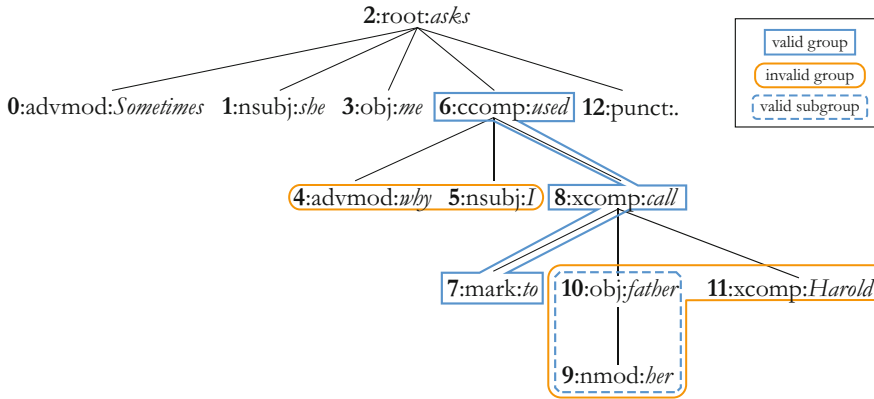 2:root:asks
valid group
invalid group
valid subgroup
0:advmod:Sometimes 1:nsubj:she 3:obj:me 6:ccomp:used 12:punct:.
4:advmod:why 5:nsubj:I 8:xcomp:call
7:mark:to 10:obj:father 11:xcomp:Harold
9:nmod:her